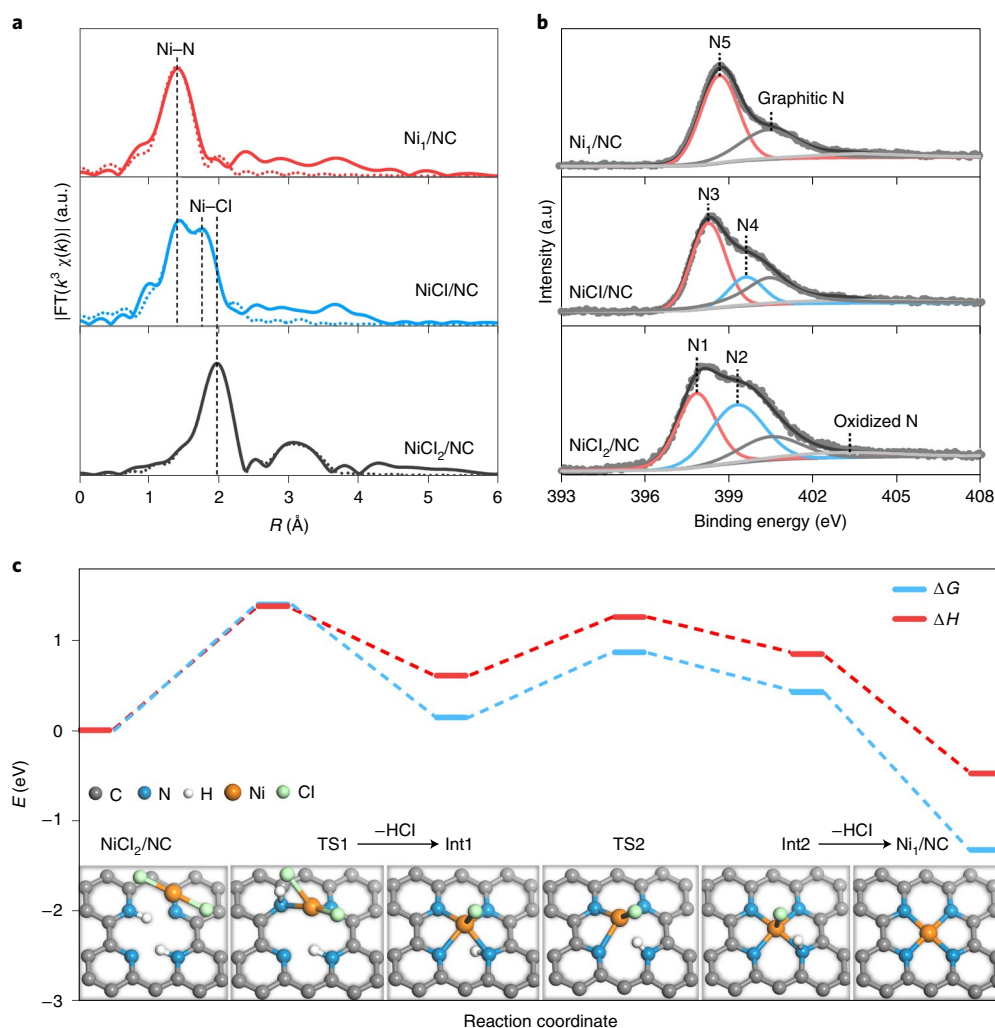 a
Ni–N
Ni1/NC
Ni–Cl
NiCl/NC
NiCl2/NC
|FT(k3 χ(k))| (a.u.)
0 1 2 3 4 5 6
R (Å)
b
N5
Graphitic N
Ni1/NC
N3
N4
NiCl/NC
N1
N2
Oxidized N
NiCl2/NC
Intensity (a.u)
393 396 399 402 405 408
Binding energy (eV)
c
ΔG
ΔH
1
0
−1
−2
−3
E (eV)
C N H Ni Cl
NiCl2/NC TS1 –HCl Int1 TS2 Int2 –HCl Ni1/NC
Reaction coordinate